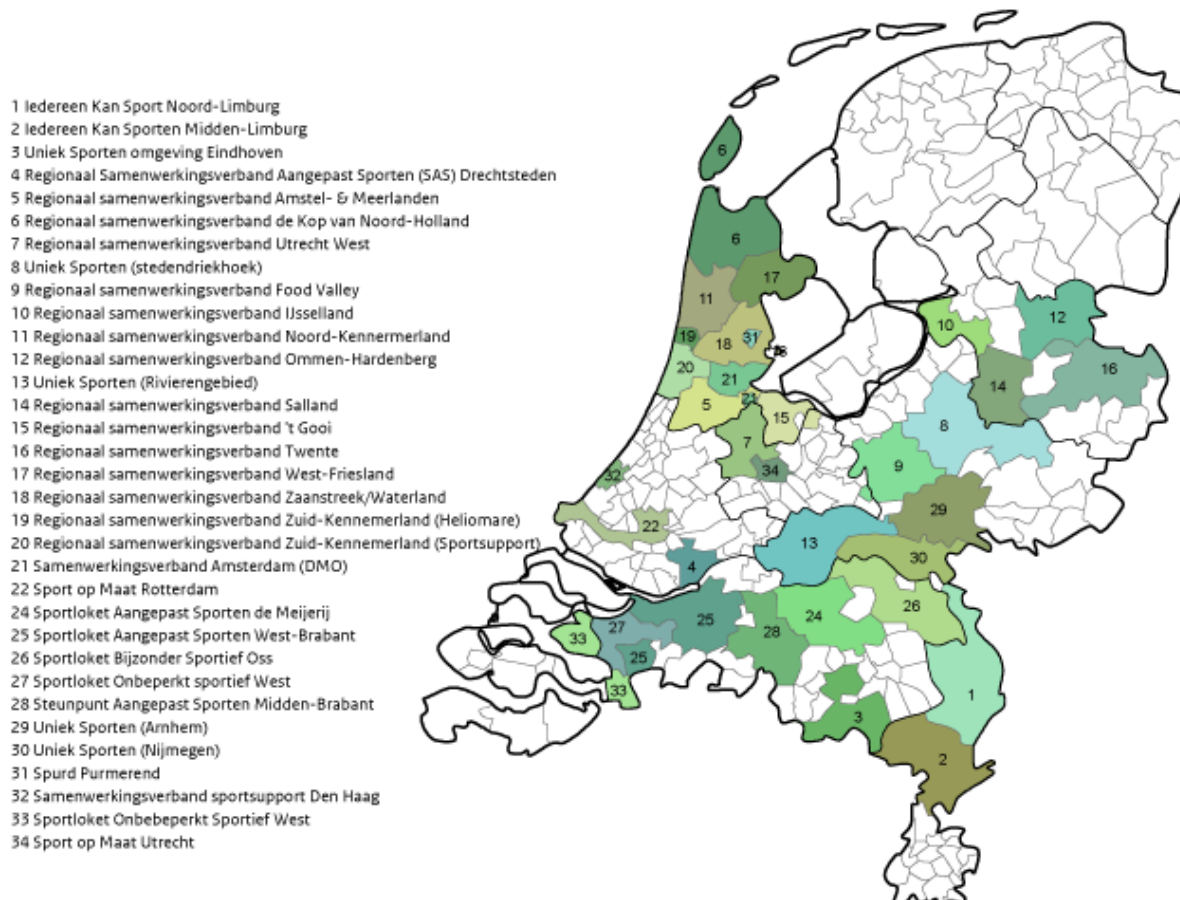 1 Iedereen Kan Sport Noord-Limburg
2 Iedereen Kan Sporten Midden-Limburg
3 Uniek Sporten omgeving Eindhoven
4 Regionaal Samenwerkingsverband Aangepast Sporten (SAS) Drechtsteden
5 Regionaal samenwerkingsverband Amstel- & Meerlanden
6 Regionaal samenwerkingsverband de Kop van Noord-Holland
7 Regionaal samenwerkingsverband Utrecht West
8 Uniek Sporten (stedendriehoek)
9 Regionaal samenwerkingsverband Food Valley
10 Regionaal samenwerkingsverband IJsselland
11 Regionaal samenwerkingsverband Noord-Kennermerland
12 Regionaal samenwerkingsverband Ommen-Hardenberg
13 Uniek Sporten (Rivierengebied)
14 Regionaal samenwerkingsverband Salland
15 Regionaal samenwerkingsverband 't Gooi
16 Regionaal samenwerkingsverband Twente
17 Regionaal samenwerkingsverband West-Friesland
18 Regionaal samenwerkingsverband Zaanstreek/Waterland
19 Regionaal samenwerkingsverband Zuid-Kennemerland (Heliomare)
20 Regionaal samenwerkingsverband Zuid-Kennemerland (Sportsupport)
21 Samenwerkingsverband Amsterdam (DMO)
22 Sport op Maat Rotterdam
24 Sportloket Aangepast Sporten de Meijerij
25 Sportloket Aangepast Sporten West-Brabant
26 Sportloket Bijzonder Sportief Oss
27 Sportloket Onbeperkt sportief West
28 Steunpunt Aangepast Sporten Midden-Brabant
29 Uniek Sporten (Arnhem)
30 Uniek Sporten (Nijmegen)
31 Spurd Purmerend
32 Samenwerkingsverband sportsupport Den Haag
33 Sportloket Onbebeperkt Sportief West
34 Sport op Maat Utrecht
6
6
17
11
19
18
31
20
21
5
21
15
7
34
32
22
4
10
12
14
16
8
9
29
13
30
26
24
25
27
28
33
25
33
3
1
2